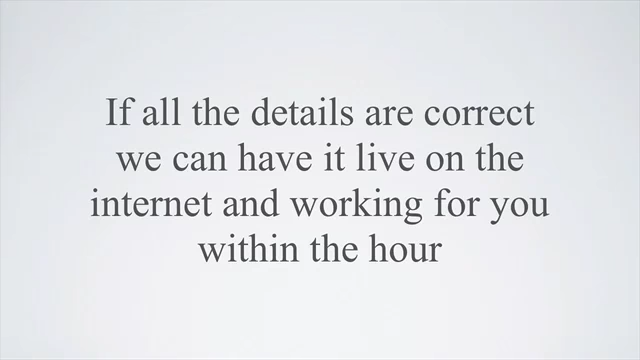 If all the details are correct
we can have it live on the
internet and working for you
within the hour